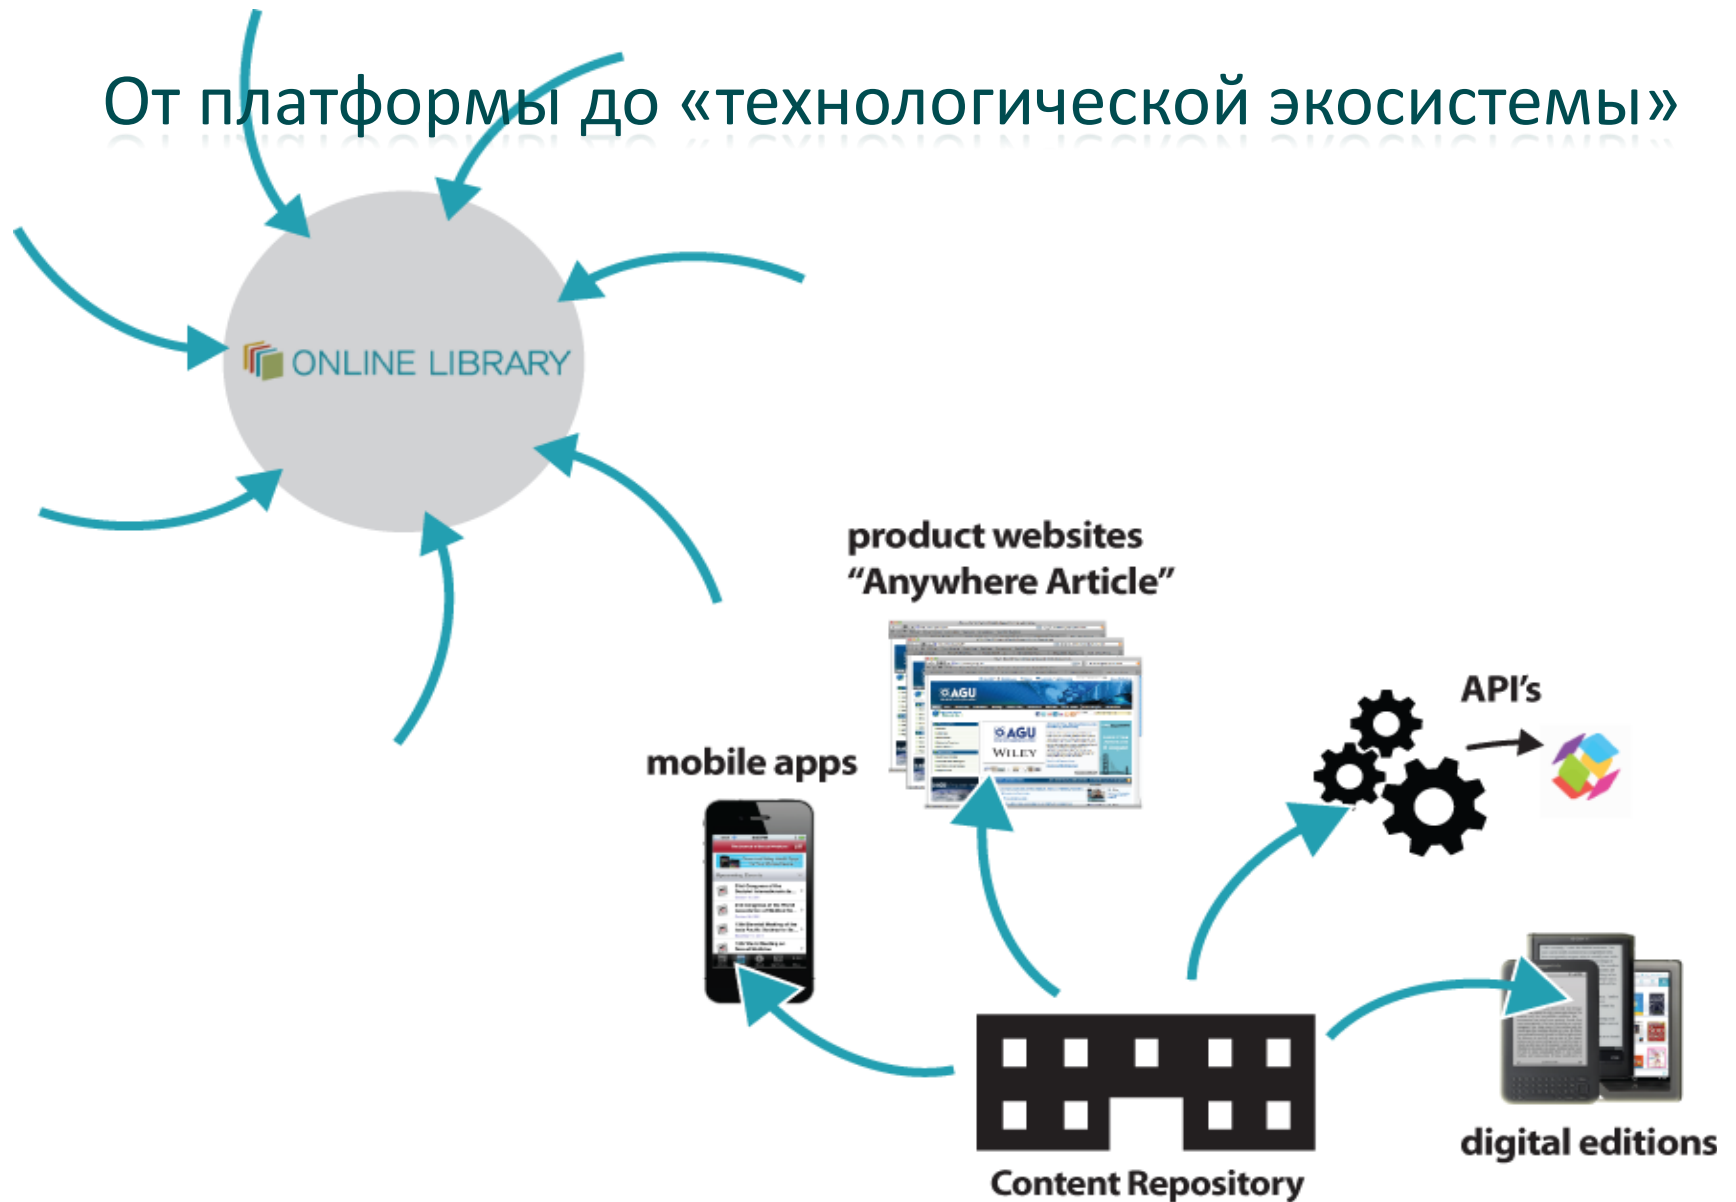 От платформы до «технологической экосистемы»
ONLINE LIBRARY
product websites
“Anywhere Article”
AGU
AGU
WILEY
API’s
mobile apps
digital editions
Content Repository